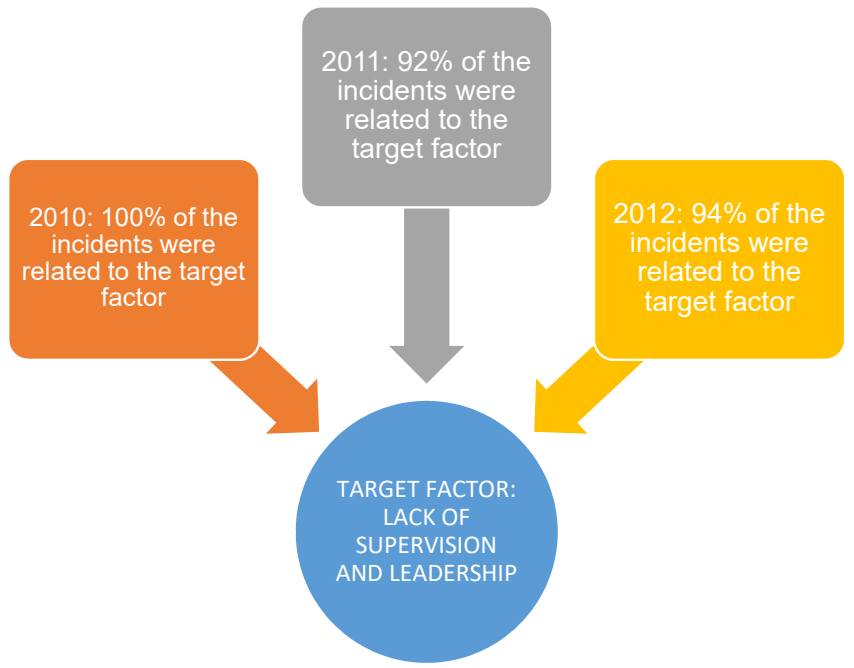 2011: 92% of the
incidents were
related to the
target factor
2010: 100% of the
incidents were
related to the target
factor
2012: 94% of the
incidents were
related to the
target factor
TARGET FACTOR:
LACK OF
SUPERVISION
AND LEADERSHIP